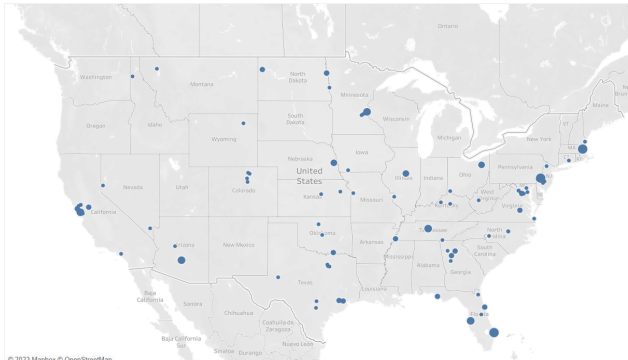 Ontario
Washington
Montana
North
Dakota
Minnesota
Maine
Oregon
Idaho
South
Dakota
Wisconsin
Michigan
New York
Wyoming
Nebraska
Iowa
Pennsylvania
Nevada
Utah
Colorado
United
States
Kansas
Missouri
Illinois
Indiana
Ohio
West
Virginia
Kentucky
California
Arizona
New Mexico
Oklahoma
Arkansas
Tennessee
North
Carolina
South
Carolina
Mississippi
Alabama
Georgia
Texas
Louisiana
Florida
Baja
California
Sonora
Chihuahua
Coahuila de
Zaragoza
Baja
California Sur
Nuevo León
Sinaloa
Durango
© 2022 Mapbox © OpenStreetMap